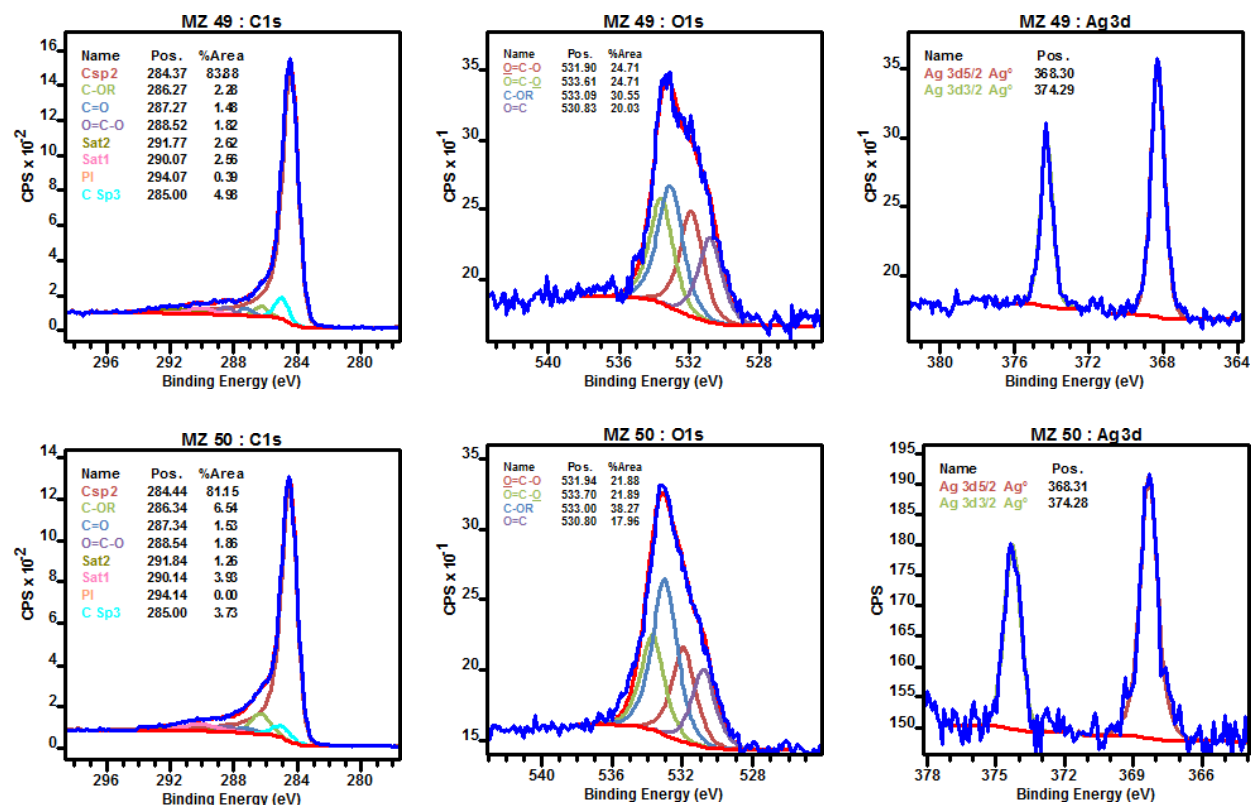 MZ 49 : C1s
Name Pos. %Area
Csp2 284.37 83.88
C-OR 286.27 2.28
C=O 287.27 1.48
O=C-O 288.52 1.82
Sat2 291.77 2.62
Sat1 290.07 2.56
PI 294.07 0.39
C Sp3 285.00 4.98
16
14
12
10
8
6
4
2
0
CPS x 10⁻²
296 292 288 284 280
Binding Energy (eV)
MZ 49 : O1s
Name Pos. %Area
O=C-O 531.90 24.71
O=C-O 533.61 24.71
C-OR 533.09 30.55
O=C 530.83 20.03
35
30
25
20
CPS x 10⁻¹
540 536 532 528
Binding Energy (eV)
MZ 49 : Ag3d
Name Pos.
Ag 3d5/2 Ag° 368.30
Ag 3d3/2 Ag° 374.29
35
30
25
20
CPS x 10⁻¹
380 376 372 368 364
Binding Energy (eV)
MZ 50 : C1s
Name Pos. %Area
Csp2 284.44 81.15
C-OR 286.34 6.54
C=O 287.34 1.53
O=C-O 288.54 1.86
Sat2 291.84 1.26
Sat1 290.14 3.93
PI 294.14 0.00
C Sp3 285.00 3.73
14
12
10
8
6
4
2
0
CPS x 10⁻²
296 292 288 284 280
Binding Energy (eV)
MZ 50 : O1s
Name Pos. %Area
O=C-O 531.94 21.88
O=C-O 533.70 21.89
C-OR 533.00 38.27
O=C 530.80 17.96
35
30
25
20
15
CPS x 10⁻¹
540 536 532 528
Binding Energy (eV)
MZ 50 : Ag3d
Name Pos.
Ag 3d5/2 Ag° 368.31
Ag 3d3/2 Ag° 374.28
195
190
185
180
175
170
165
160
155
150
CPS
378 375 372 369 366
Binding Energy (eV)